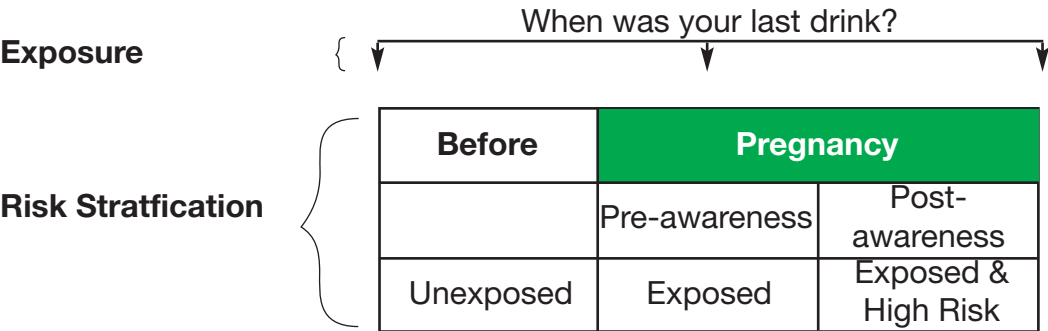 When was your last drink?
Exposure
Before Pregnancy
Risk Stratfication
Pre-awareness
Post-
awareness
Unexposed Exposed
Exposed &
High Risk